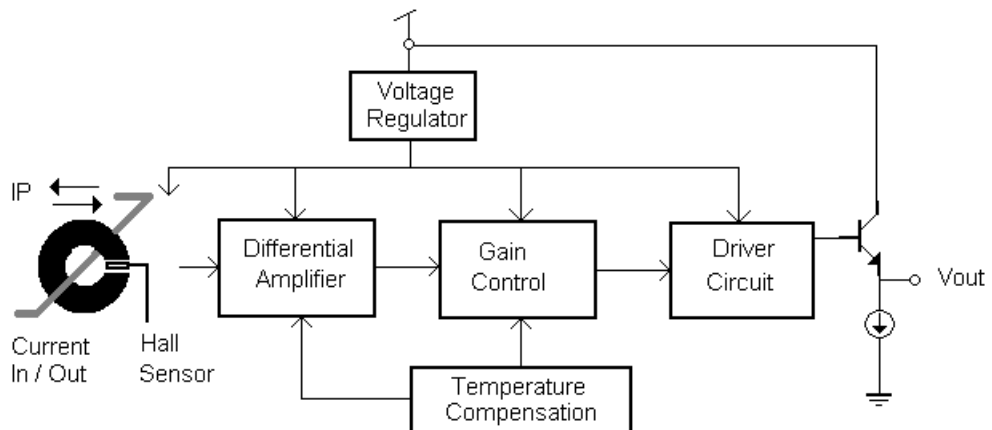 Voltage
Regulator
IP
Differential
Amplifier
Gain
Control
Driver
Circuit
Vout
Current
In / Out
Hall
Sensor
Temperature
Compensation